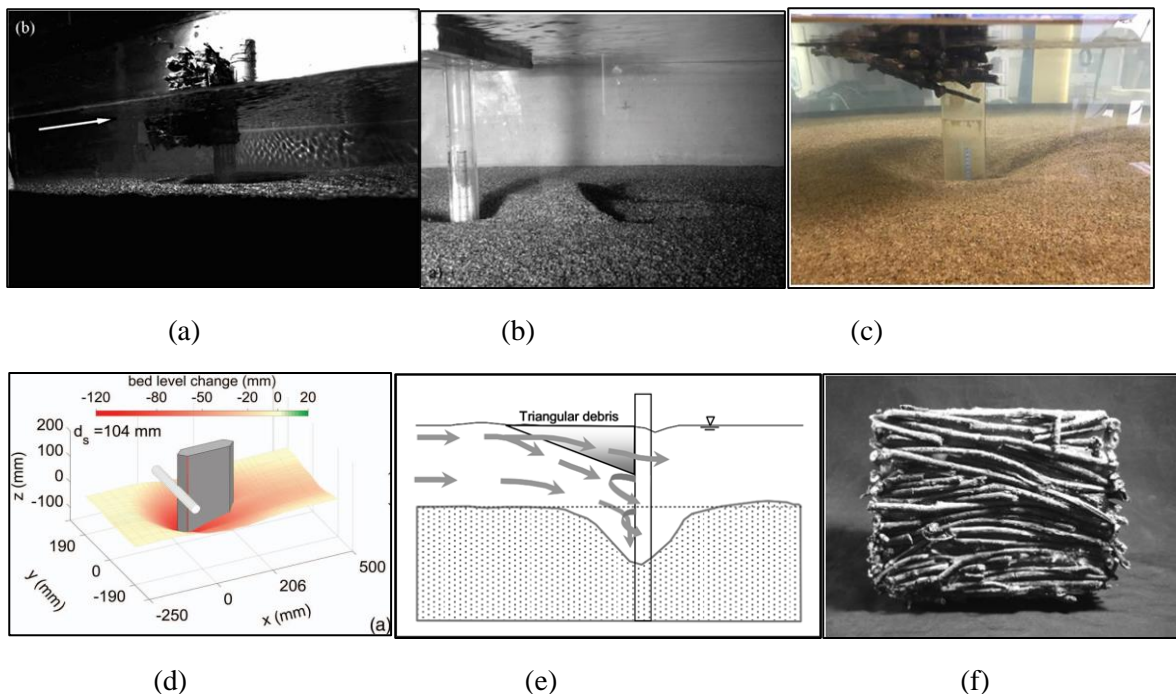 (b)
(a)
(b)
(c)
bed level change (mm)
-120 -80 -50 -20 20
d_s =104 mm
200
100
0
-100
z (mm)
190
0
-190
y (mm)
-250
0
206
500
x (mm)
(a)
Triangular debris
(d)
(e)
(f)